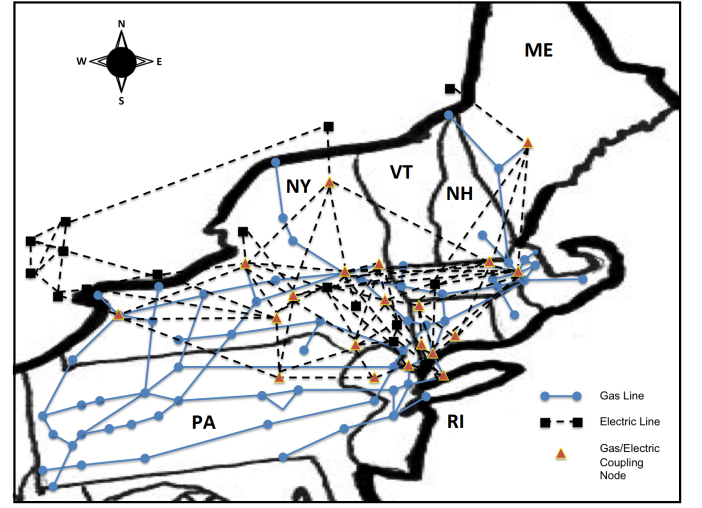 N
W E
S
ME
NY
VT
NH
PA
RI
Gas Line
Electric Line
Gas/Electric
Coupling
Node